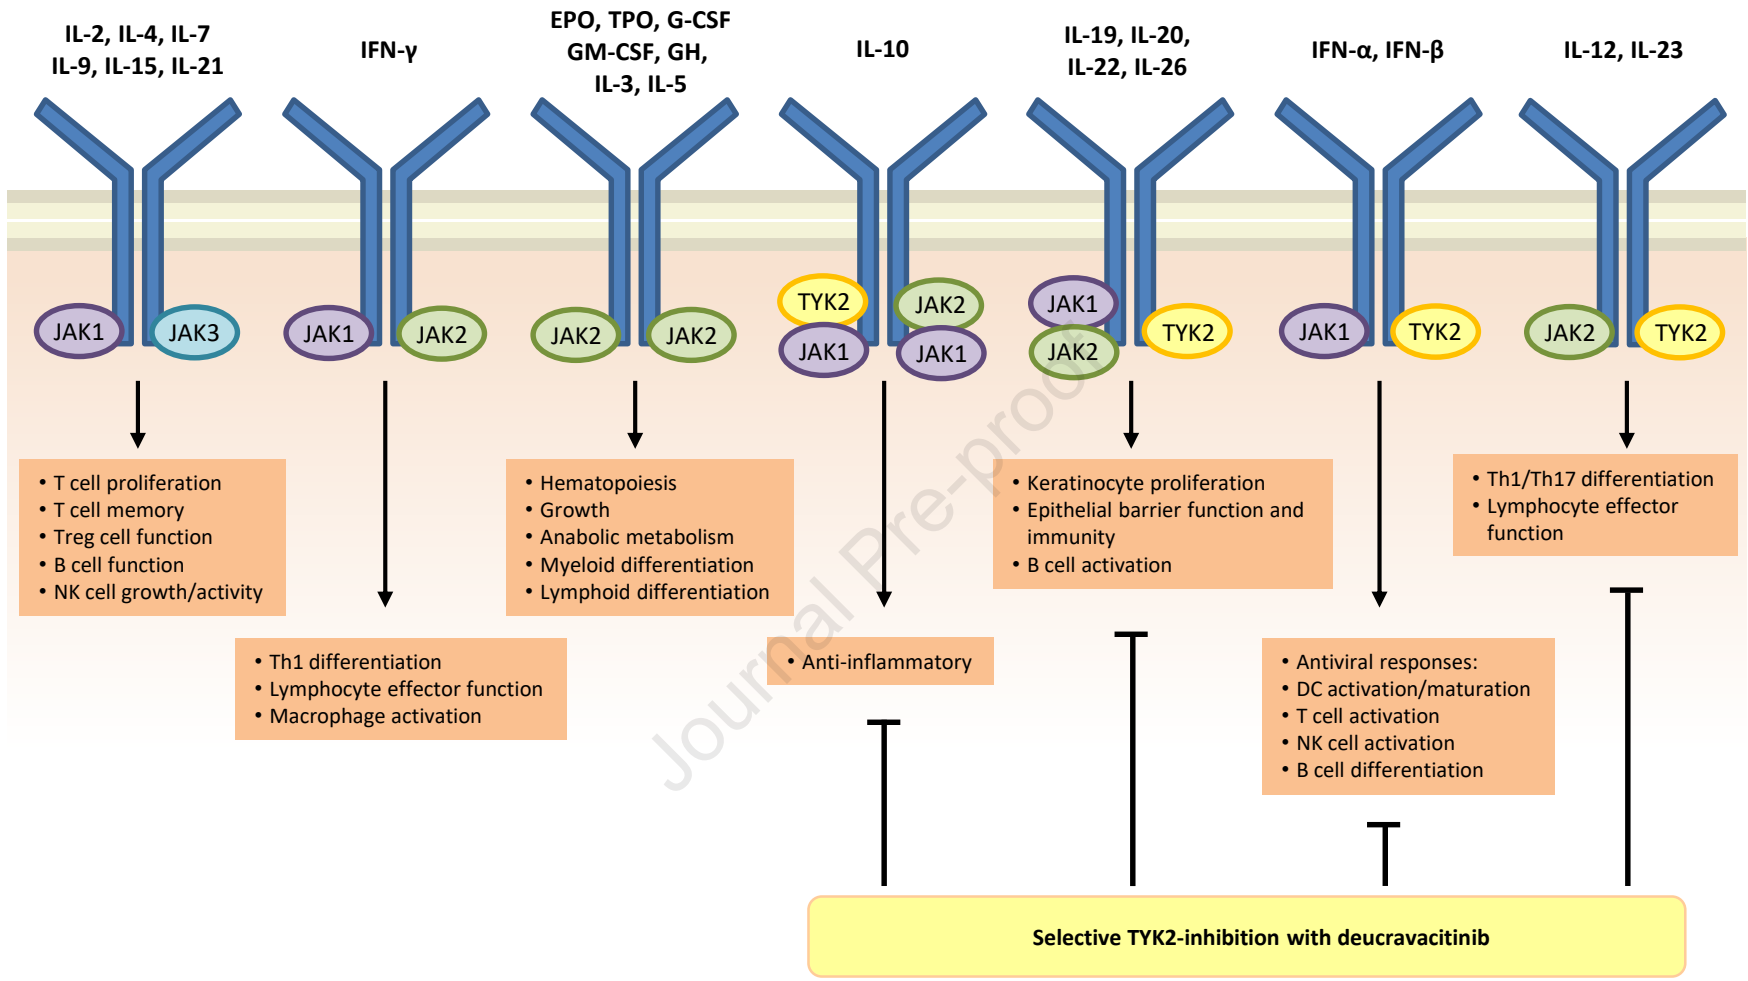 IL-2, IL-4, IL-7
IL-9, IL-15, IL-21
IFN-γ
EPO, TPO, G-CSF
GM-CSF, GH,
IL-3, IL-5
IL-10
IL-19, IL-20,
IL-22, IL-26
IFN-α, IFN-β
IL-12, IL-23
JAK1
JAK3
JAK1
JAK2
JAK2
JAK2
TYK2
JAK1
JAK2
JAK1
JAK1
JAK2
TYK2
JAK1
TYK2
JAK2
TYK2
• T cell proliferation
• T cell memory
• Treg cell function
• B cell function
• NK cell growth/activity
• Th1 differentiation
• Lymphocyte effector function
• Macrophage activation
• Hematopoiesis
• Growth
• Anabolic metabolism
• Myeloid differentiation
• Lymphoid differentiation
• Anti-inflammatory
• Keratinocyte proliferation
• Epithelial barrier function and
immunity
• B cell activation
• Antiviral responses:
• DC activation/maturation
• T cell activation
• NK cell activation
• B cell differentiation
• Th1/Th17 differentiation
• Lymphocyte effector
function
Journal Pre-proof
Selective TYK2-inhibition with deucravacitinib